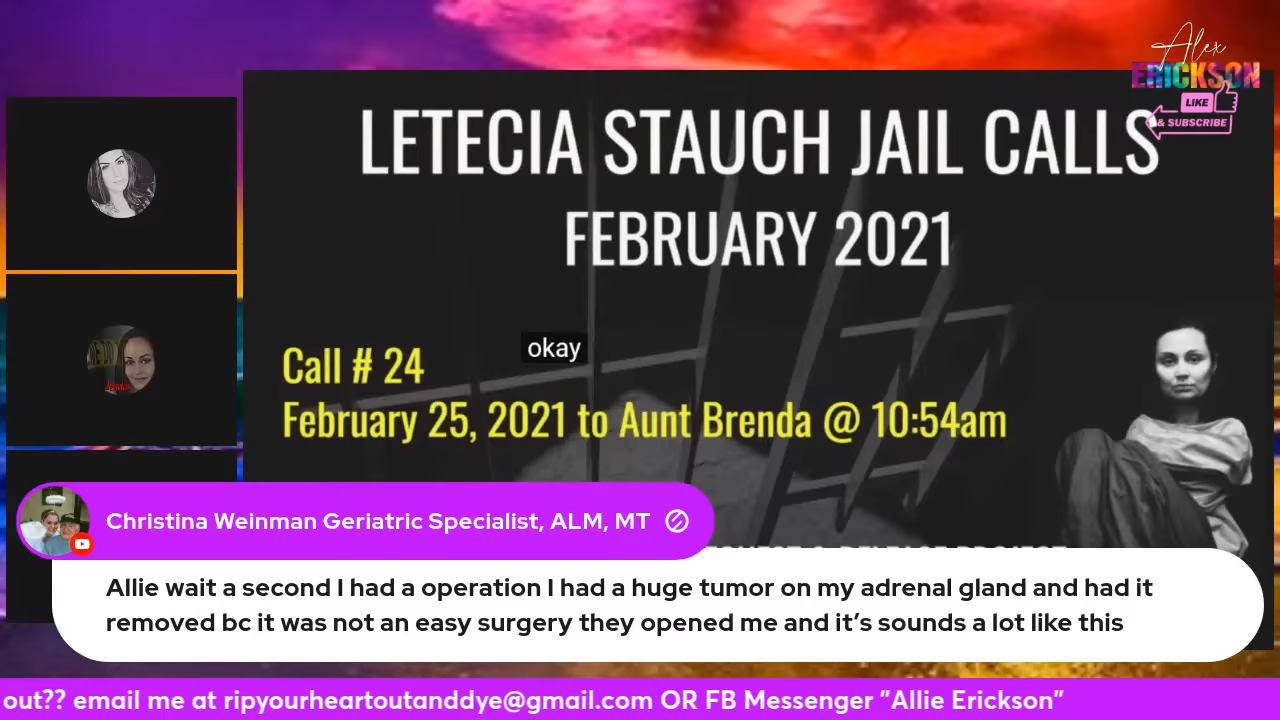 Alex
ERICKSON
LIKE
& SUBSCRIBE
LETECIA STAUCH JAIL CALLS
FEBRUARY 2021
okay
Call # 24
February 25, 2021 to Aunt Brenda @ 10:54am
Christina Weinman Geriatric Specialist, ALM, MT
Allie wait a second I had a operation I had a huge tumor on my adrenal gland and had it
removed bc it was not an easy surgery they opened me and it’s sounds a lot like this
out?? email me at ripyourheartoutanddye@gmail.com OR FB Messenger "Allie Erickson"